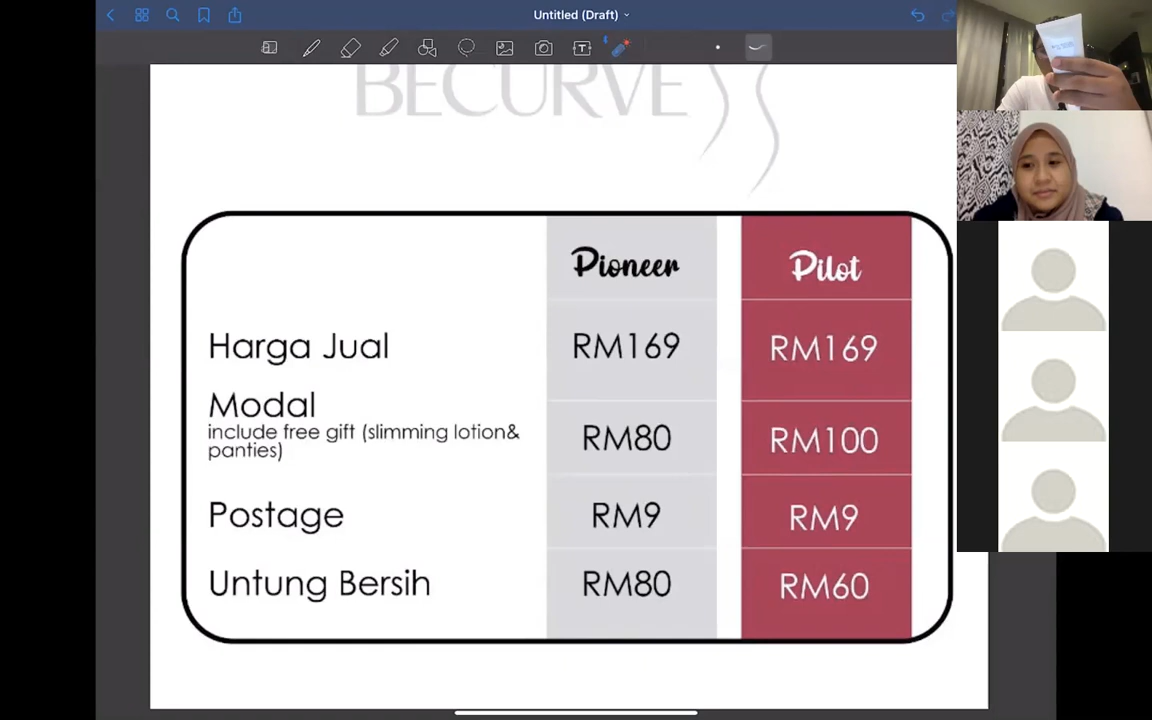 Untitled (Draft)
BECURVE
Pioneer Pilot
Harga Jual RM169 RM169
Modal
include free gift (slimming lotion&
panties)
RM80 RM100
Postage RM9 RM9
Untung Bersih RM80 RM60